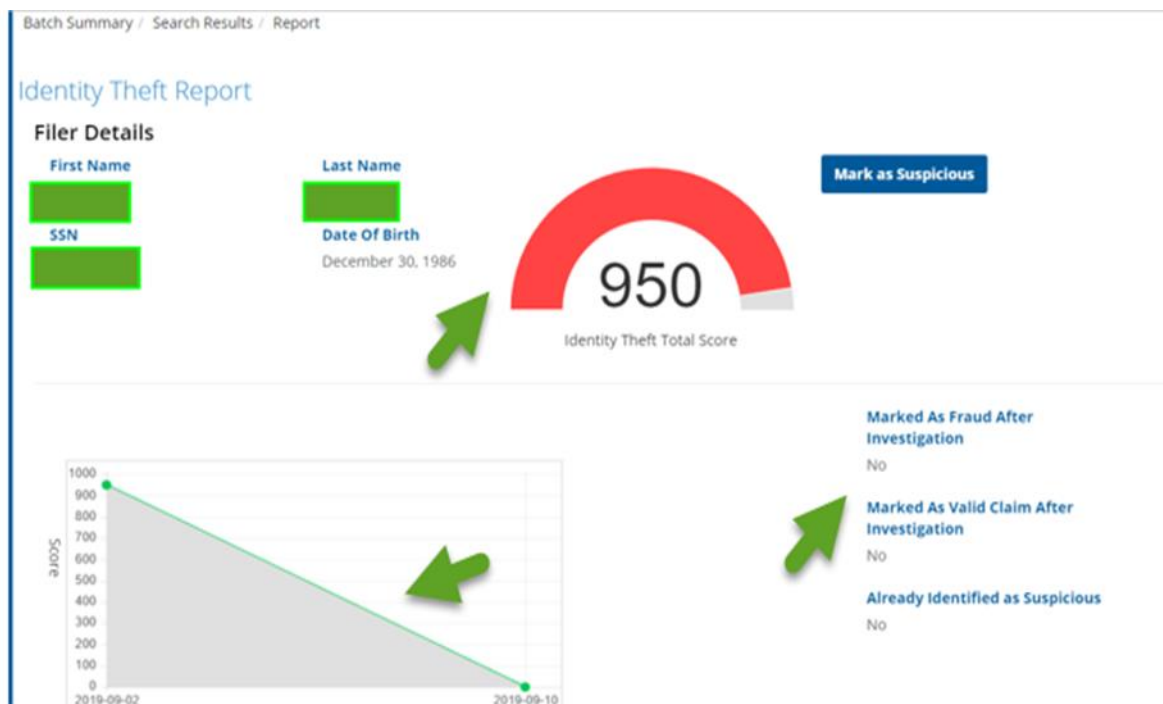 Batch Summary / Search Results / Report
Identity Theft Report
Filer Details
First Name
Last Name
Mark as Suspicious
SSN
Date Of Birth
December 30, 1986
950
Identity Theft Total Score
Marked As Fraud After
Investigation
No
Marked As Valid Claim After
Investigation
No
Already Identified as Suspicious
No
Score
1000
900
800
700
600
500
400
300
200
100
0
2019-09-02
2019-09-10